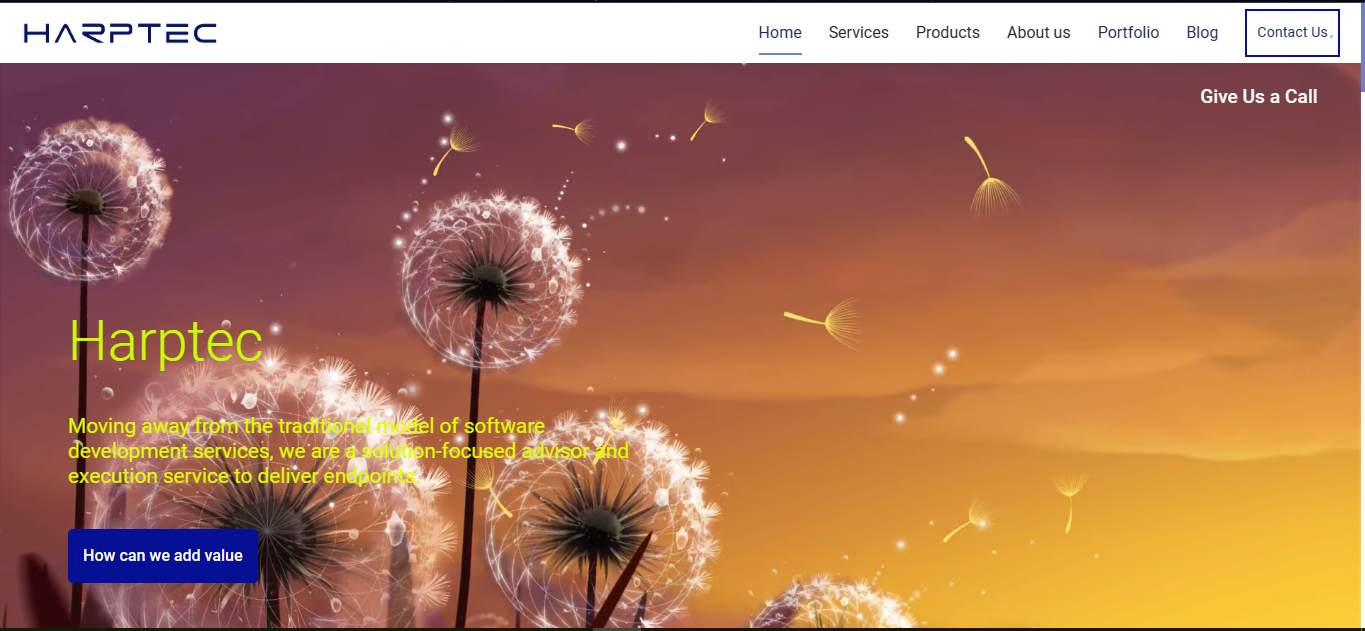 HARPTEC
Home Services Products About us Portfolio Blog Contact Us
Give Us a Call
Harptec
Moving away from the traditional model of software
development services, we are a solution-focused advisor and
execution service to deliver endpoints.
How can we add value